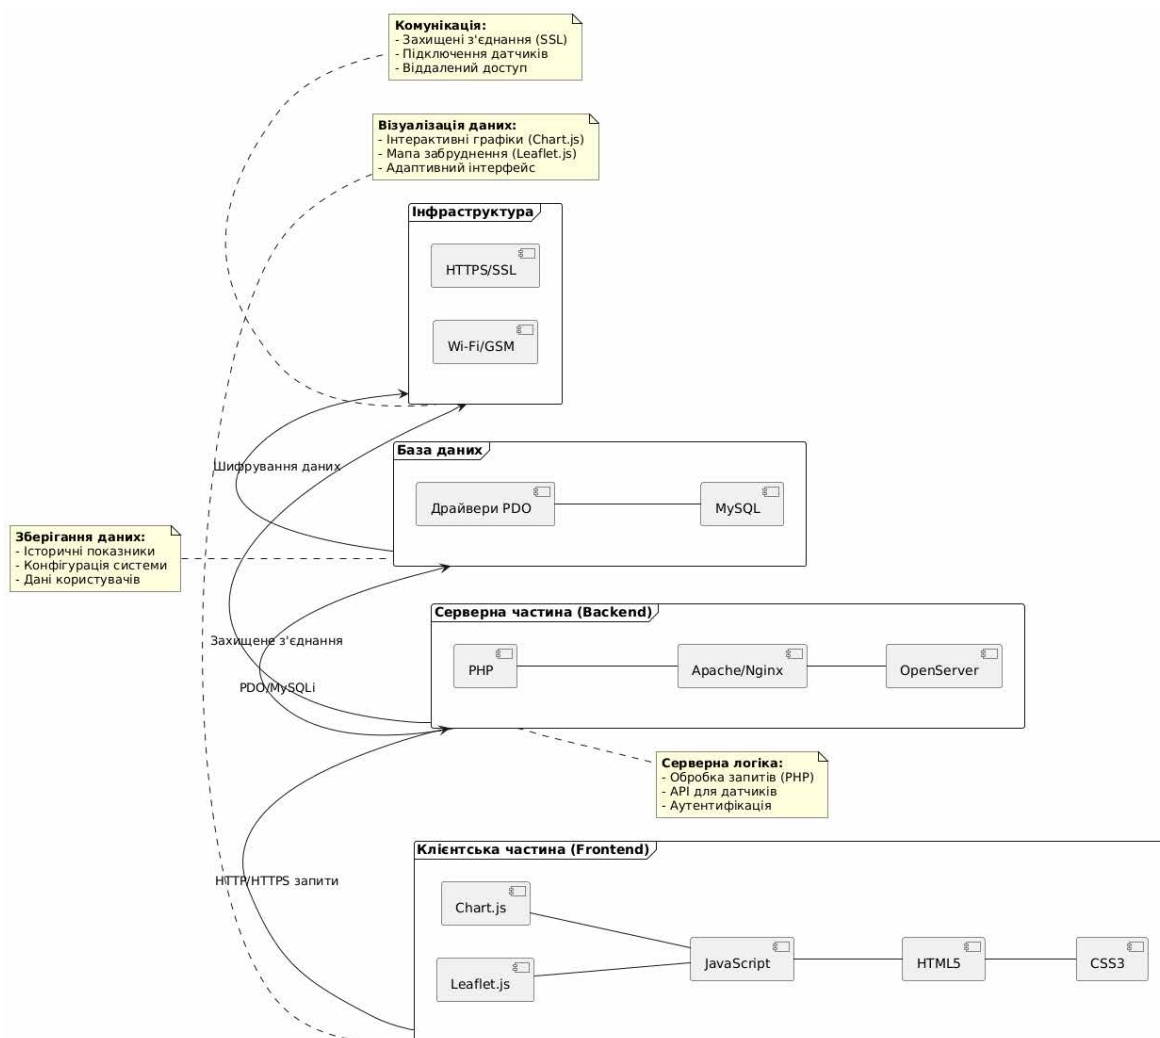 Комунікація:
- Захищені з'єднання (SSL)
- Підключення датчиків
- Віддалений доступ
Візуалізація даних:
- Інтерактивні графіки (Chart.js)
- Мапа забруднення (Leaflet.js)
- Адаптивний інтерфейс
Інфраструктура
HTTPS/SSL
Wi-Fi/GSM
Шифрування даних
База даних
Драйвери PDO
MySQL
Зберігання даних:
- Історичні показники
- Конфігурація системи
- Дані користувачів
Серверна частина (Backend)
Захищене з'єднання
PHP
Apache/Nginx
OpenServer
PDO/MySQLi
Серверна логіка:
- Обробка запитів (PHP)
- API для датчиків
- Аутентифікація
Клієнтська частина (Frontend)
HTTP/HTTPS запити
Chart.js
Leaflet.js
JavaScript
HTML5
CSS3